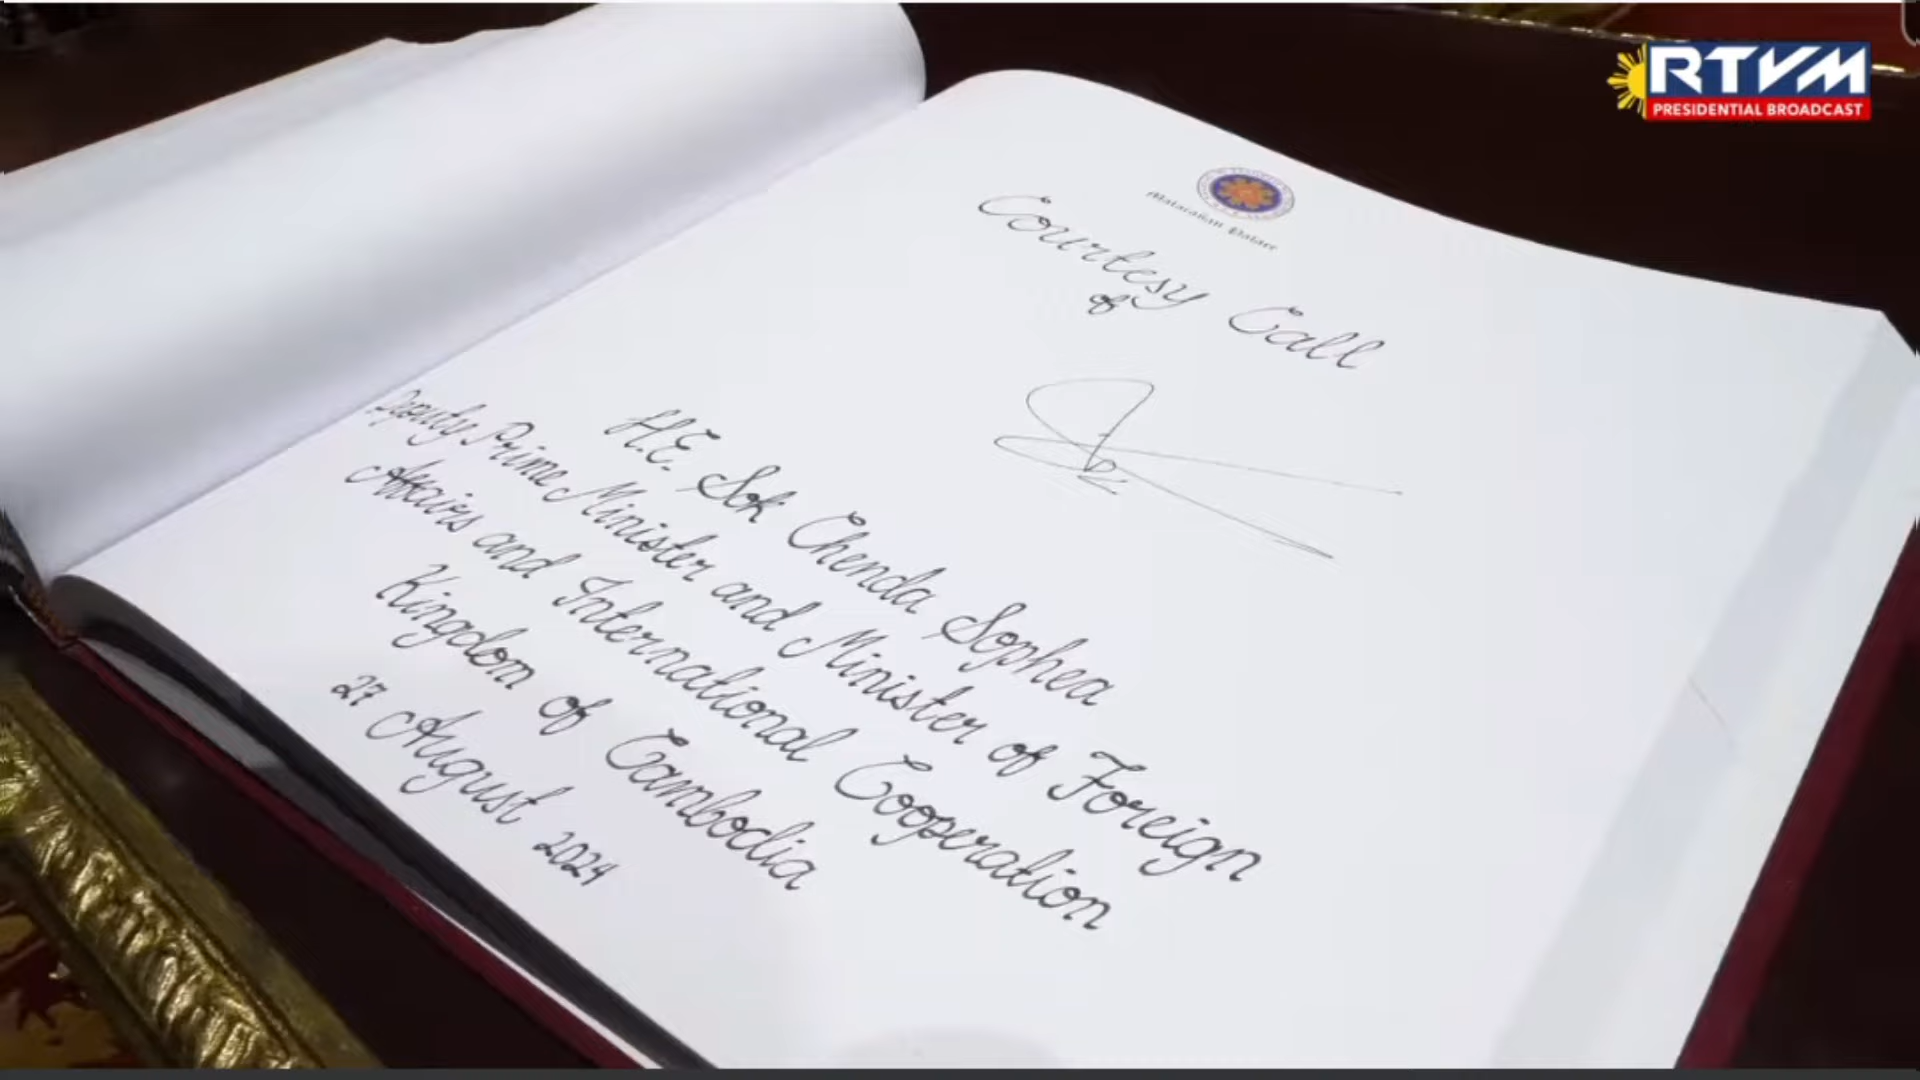 RTVM
PRESIDENTIAL BROADCAST
Malacañan Palace
Courtesy Call
of
H.E. Sok Chenda Sophea
Deputy Prime Minister and Minister of Foreign
Affairs and International Cooperation
Kingdom of Cambodia
27 August 2024